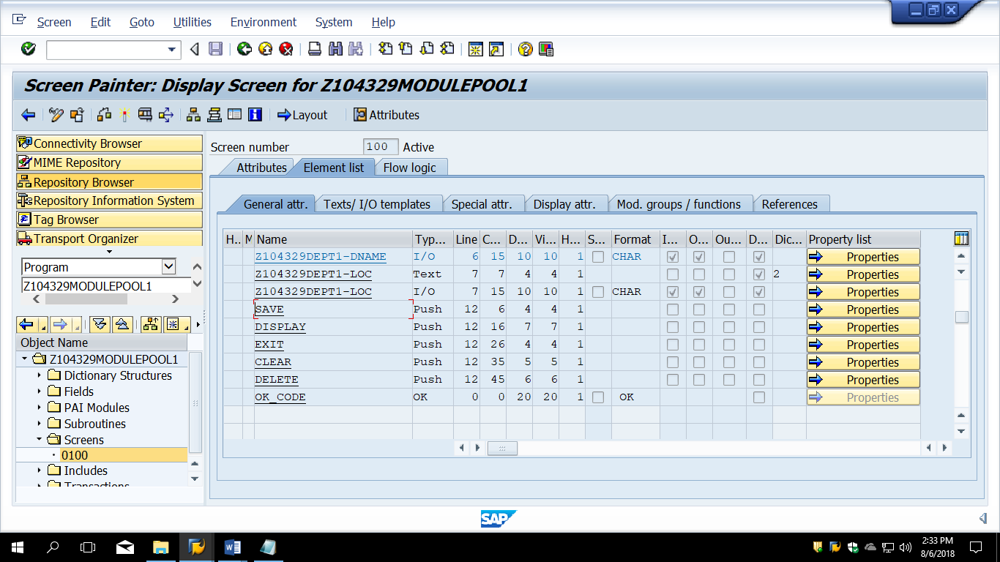 Screen Edit Goto Utilities Environment System Help
Screen Painter: Display Screen for Z104329MODULEPOOL1
Layout Attributes
Connectivity Browser
MIME Repository
Repository Browser
Repository Information System
Tag Browser
Transport Organizer
Program
Z104329MODULEPOOL1
Object Name
Z104329MODULEPOOL1
Dictionary Structures
Fields
PAI Modules
Subroutines
Screens
0100
Includes
Transactions
Screen number 100 Active
Attributes Element list Flow logic
General attr. Texts/ I/O templates Special attr. Display attr. Mod. groups / functions References
H.. M Name Typ... Line C... D... Vi... H... S... Format I... O... Ou... D... Dic... Property list
Z104329DEPT1-DNAME I/O 6 15 10 10 1 CHAR Properties
Z104329DEPT1-LOC Text 7 7 4 4 1 2 Properties
Z104329DEPT1-LOC I/O 7 15 10 10 1 CHAR Properties
SAVE Push 12 6 4 4 1 Properties
DISPLAY Push 12 16 7 7 1 Properties
EXIT Push 12 26 4 4 1 Properties
CLEAR Push 12 35 5 5 1 Properties
DELETE Push 12 45 6 6 1 Properties
OK_CODE OK 0 0 20 20 1 OK Properties
SAP
2:33 PM
8/6/2018